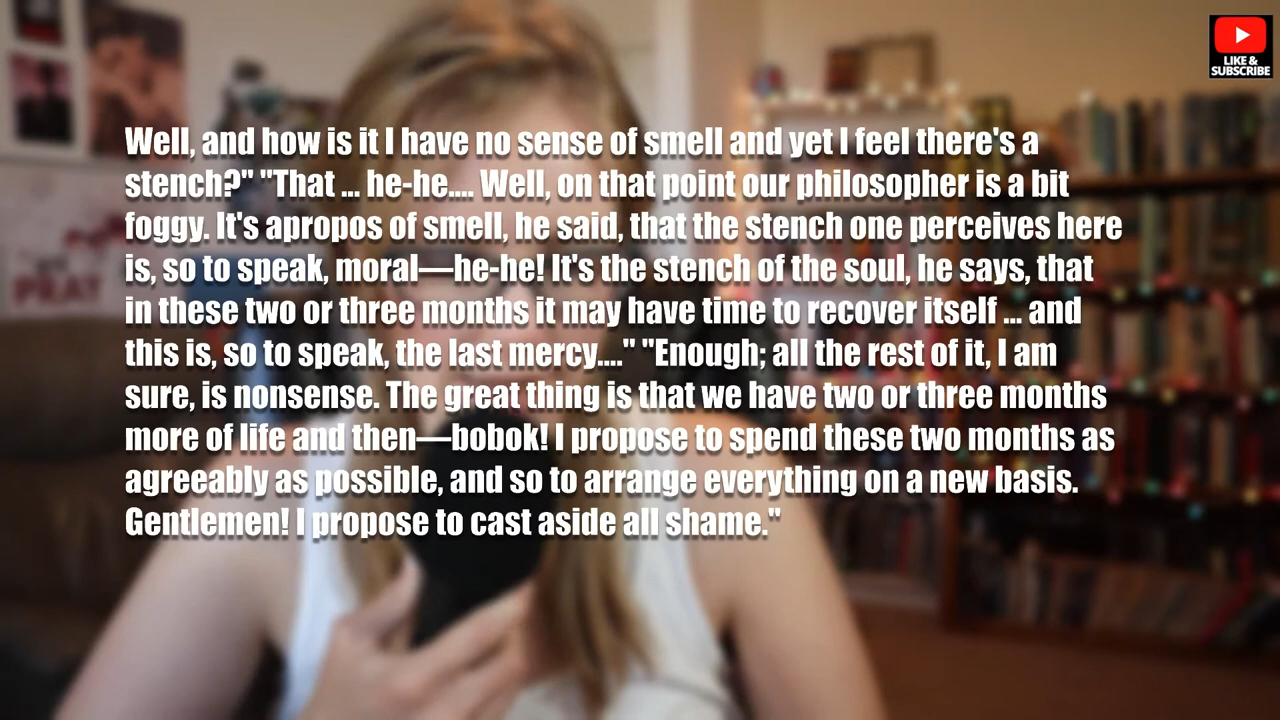 LIKE &
SUBSCRIBE
Well, and how is it I have no sense of smell and yet I feel there's a
stench?" "That ... he-he.... Well, on that point our philosopher is a bit
foggy. It's apropos of smell, he said, that the stench one perceives here
is, so to speak, moral—he-he! It's the stench of the soul, he says, that
in these two or three months it may have time to recover itself ... and
this is, so to speak, the last mercy...." "Enough; all the rest of it, I am
sure, is nonsense. The great thing is that we have two or three months
more of life and then—bobok! I propose to spend these two months as
agreeably as possible, and so to arrange everything on a new basis.
Gentlemen! I propose to cast aside all shame."
PRAY